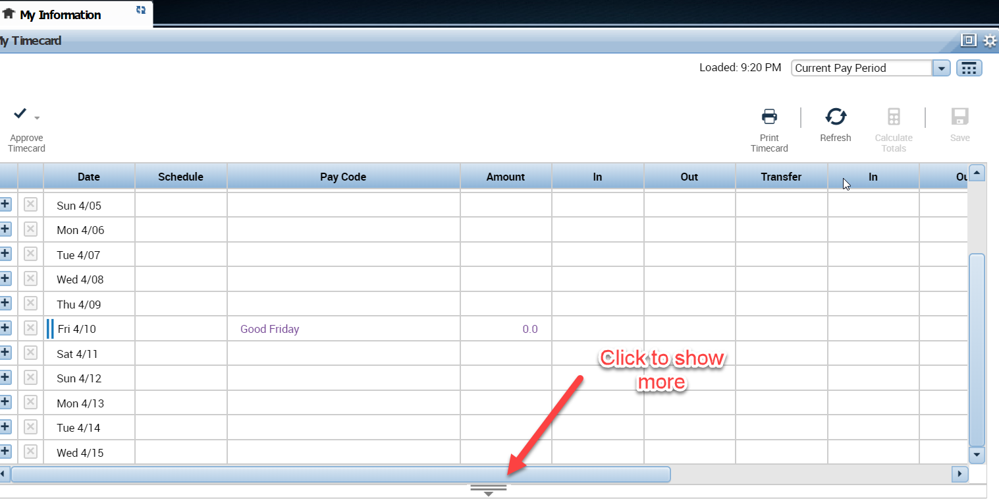 My Information
My Timecard
Loaded: 9:20 PM Current Pay Period
Approve Timecard
Print Timecard
Refresh
Calculate Totals
Save
Date Schedule Pay Code Amount In Out Transfer In Ou
Sun 4/05
Mon 4/06
Tue 4/07
Wed 4/08
Thu 4/09
Fri 4/10 Good Friday 0.0
Sat 4/11
Sun 4/12
Mon 4/13
Tue 4/14
Wed 4/15
Click to show
more